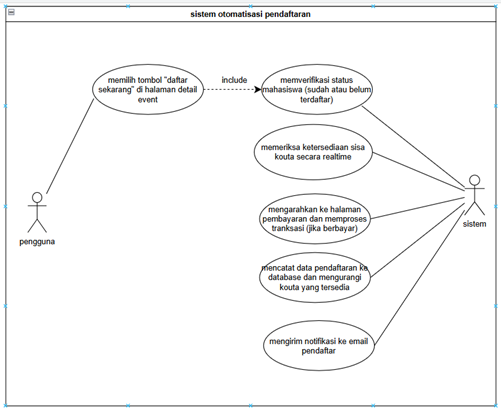 sistem otomatisasi pendaftaran
memilih tombol "daftar
sekarang" di halaman detail
event
include
memverifikasi status
mahasiswa (sudah atau belum
terdaftar)
memeriksa ketersediaan sisa
kouta secara realtime
mengarahkan ke halaman
pembayaran dan memproses
tranksasi (jika berbayar)
mencatat data pendaftaran ke
database dan mengurangi
kouta yang tersedia
mengirim notifikasi ke email
pendaftar
pengguna
sistem